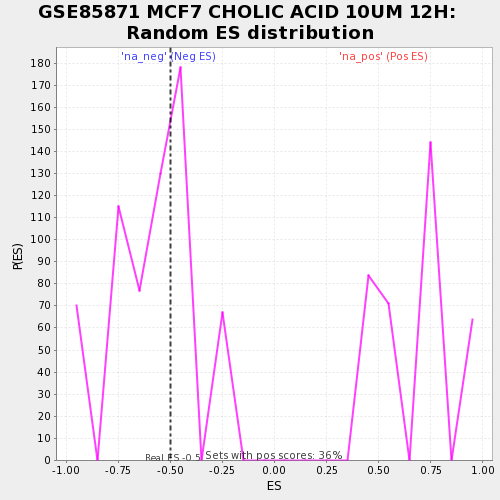 GSE85871 MCF7 CHOLIC ACID 10UM 12H:
Random ES distribution
'na_neg' (Neg ES)
'na_pos' (Pos ES)
180
170
160
150
140
130
120
110
100
90
80
70
60
50
40
30
20
10
0
P(ES)
Real ES -0.5
Sets with pos scores: 36%
-1.00 -0.75 -0.50 -0.25 0.00 0.25 0.50 0.75 1.00
ES